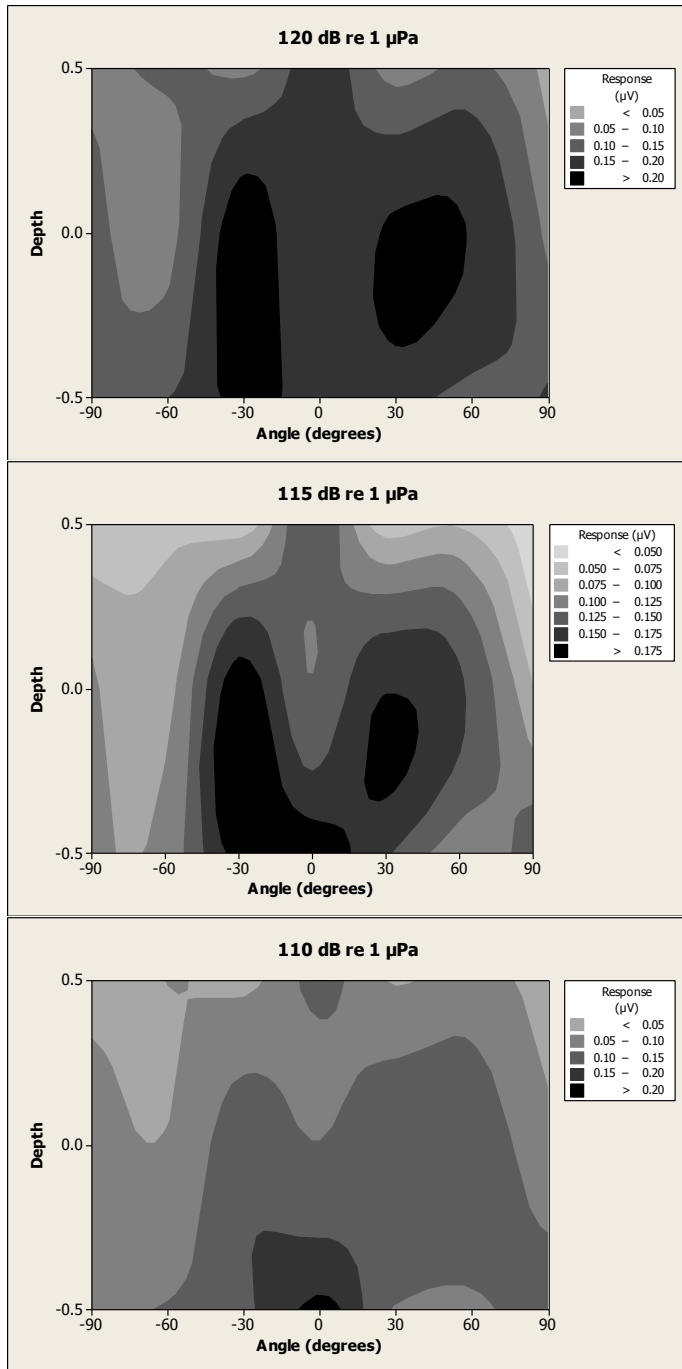 120 dB re 1 µPa
0.5
0.0
-0.5
Depth
-90 -60 -30 0 30 60 90
Angle (degrees)
Response
(µV)
< 0.05
0.05 – 0.10
0.10 – 0.15
0.15 – 0.20
> 0.20
115 dB re 1 µPa
0.5
0.0
-0.5
Depth
-90 -60 -30 0 30 60 90
Angle (degrees)
Response (µV)
< 0.050
0.050 – 0.075
0.075 – 0.100
0.100 – 0.125
0.125 – 0.150
0.150 – 0.175
> 0.175
110 dB re 1 µPa
0.5
0.0
-0.5
Depth
-90 -60 -30 0 30 60 90
Angle (degrees)
Response
(µV)
< 0.05
0.05 – 0.10
0.10 – 0.15
0.15 – 0.20
> 0.20